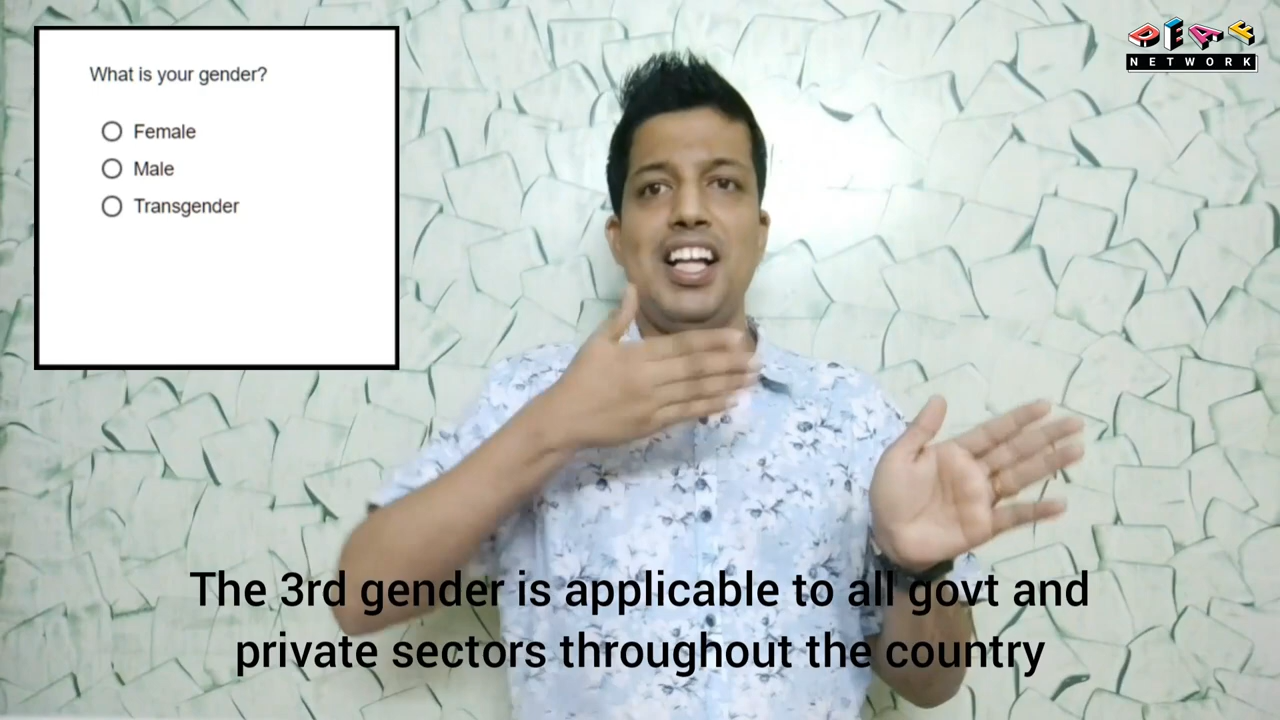 What is your gender?
Female
Male
Transgender
DEAF
NETWORK
The 3rd gender is applicable to all govt and
private sectors throughout the country